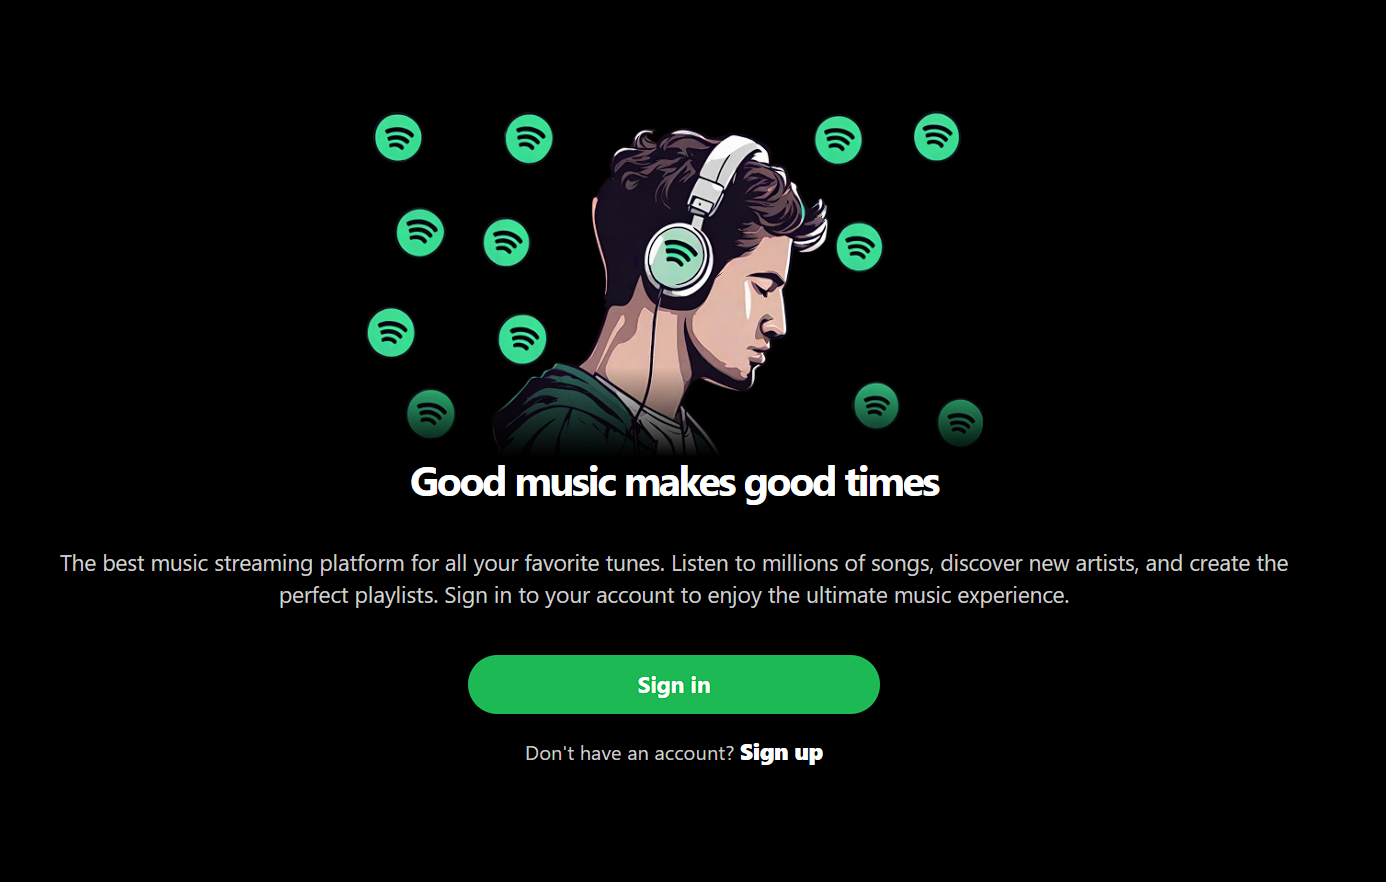 Good music makes good times
The best music streaming platform for all your favorite tunes. Listen to millions of songs, discover new artists, and create the
perfect playlists. Sign in to your account to enjoy the ultimate music experience.
Sign in
Don't have an account? Sign up